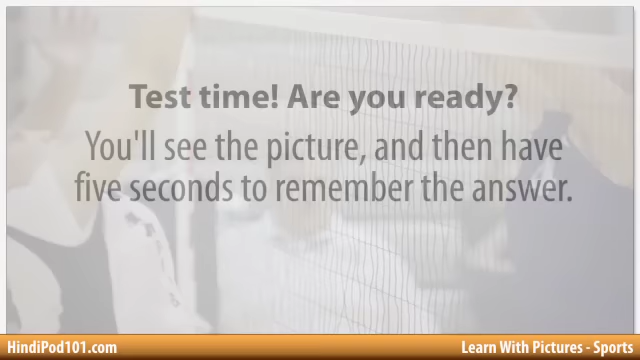 Test time! Are you ready?
You'll see the picture, and then have
five seconds to remember the answer.
HindiPod101.com
Learn With Pictures - Sports